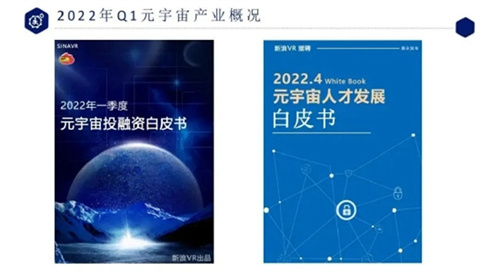 2022年Q1元宇宙产业概况
SINAVR
2022年一季度
元宇宙投融资白皮书
新浪VR出品
新浪VR
2022.4
White Book
元宇宙人才发展
白皮书